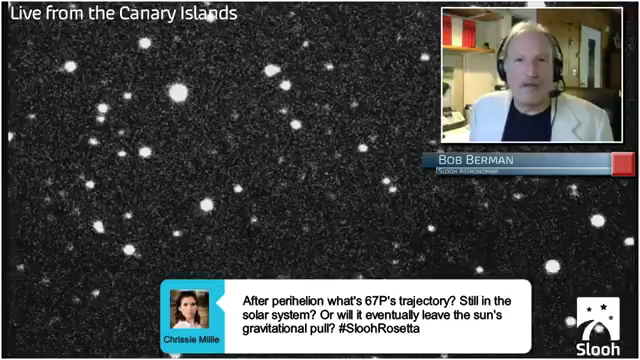 Live from the Canary Islands
BOB BERMAN
SLOOH ASTRONOMER
After perihelion what's 67P's trajectory? Still in the
solar system? Or will it eventually leave the sun's
gravitational pull? #SloohRosetta
Chrissie Millie
Slooh